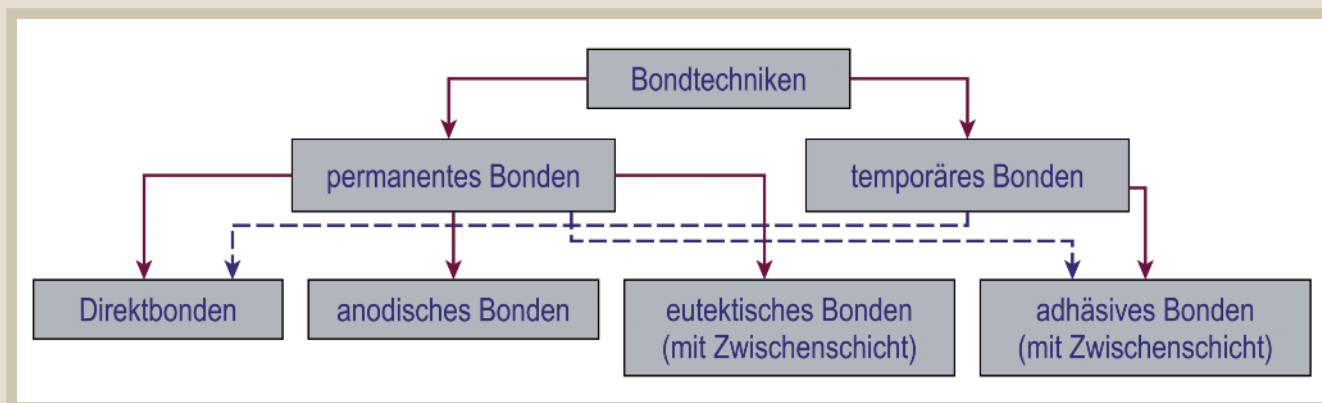 Bondtechniken
permanentes Bonden
temporäres Bonden
Direktbonden
anodisches Bonden
eutektisches Bonden
(mit Zwischenschicht)
adhäsives Bonden
(mit Zwischenschicht)